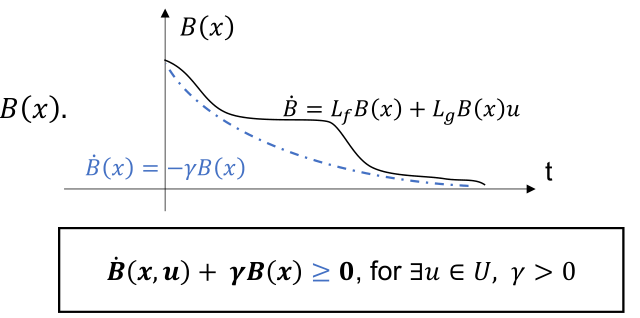 B(x)
B(x).
Ḃ = L_f B(x) + L_g B(x)u
Ḃ(x) = −γB(x)
t
Ḃ(x, u) + γB(x) ≥ 0, for ∃u ∈ U, γ > 0